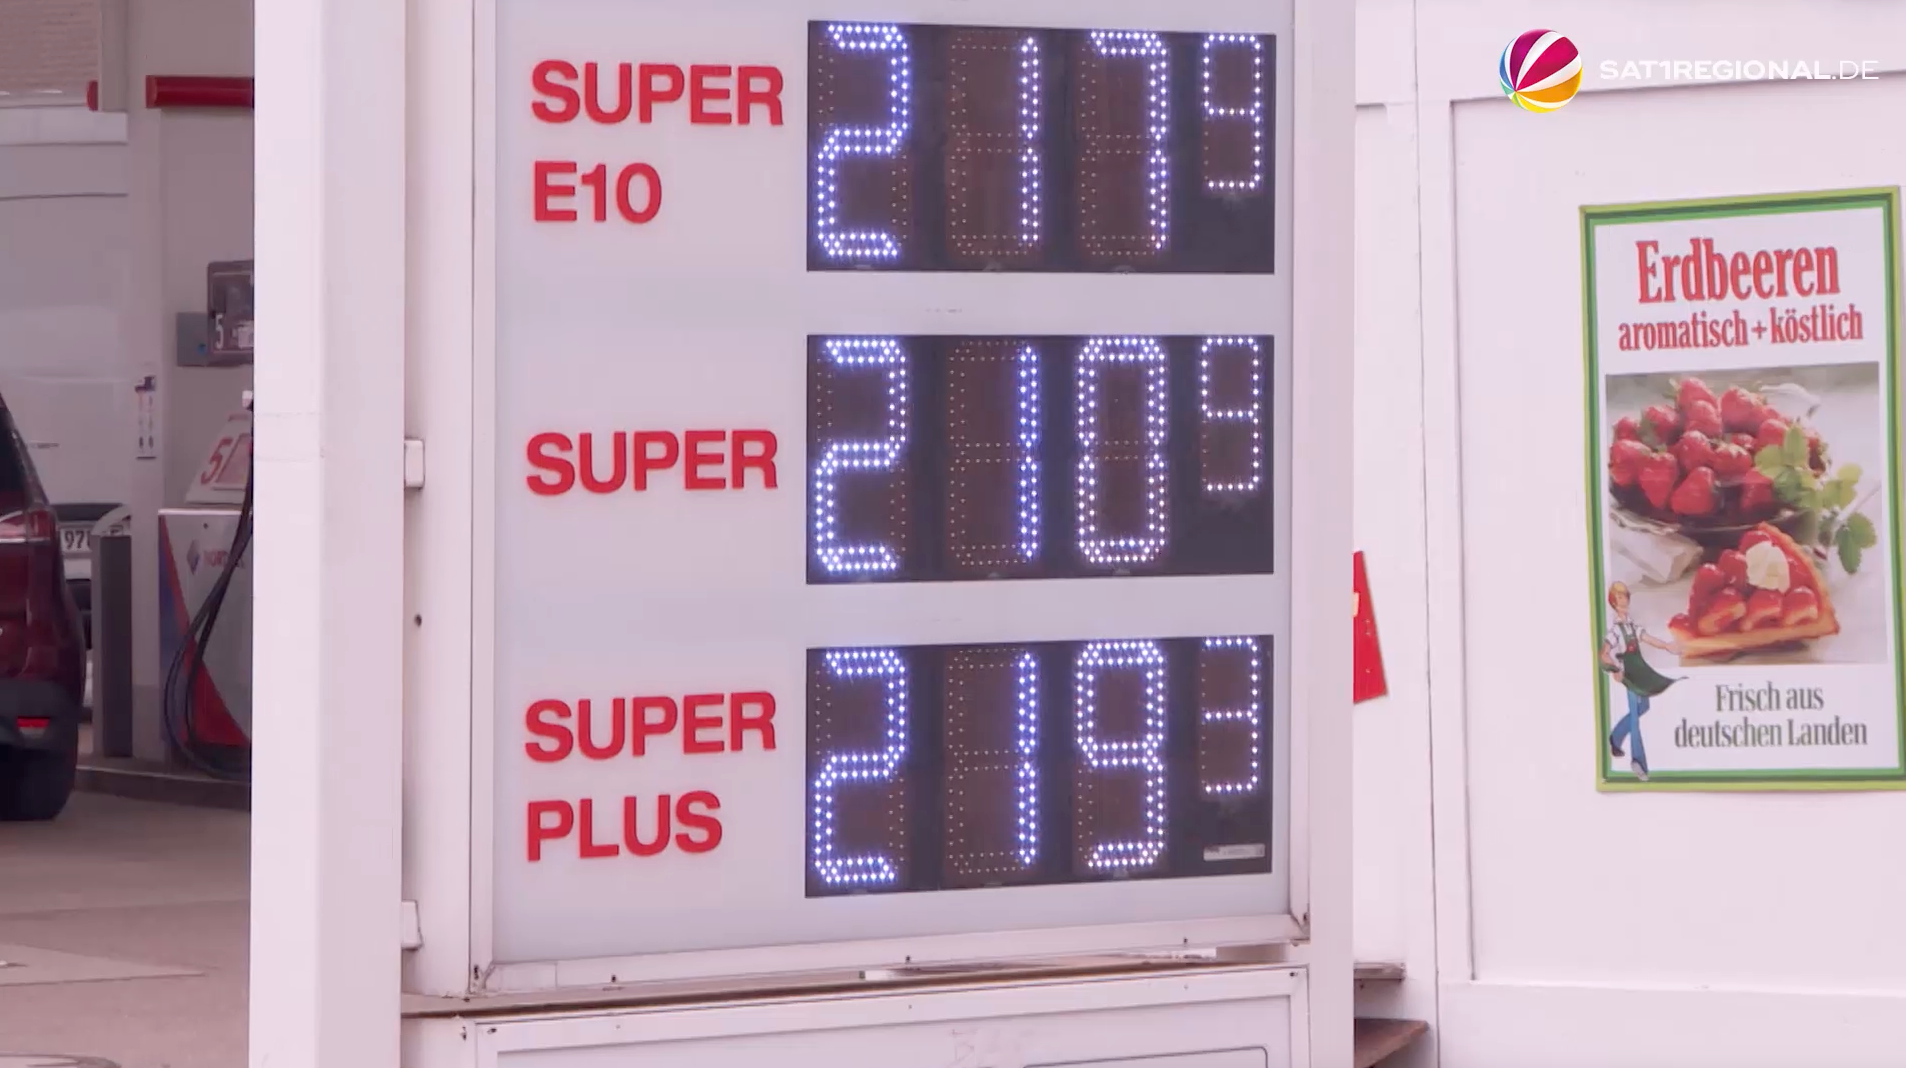 SAT1REGIONAL.DE
SUPER
E10
217⁹
SUPER
210⁹
SUPER
PLUS
219³
Erdbeeren
aromatisch + köstlich
Frisch aus
deutschen Landen